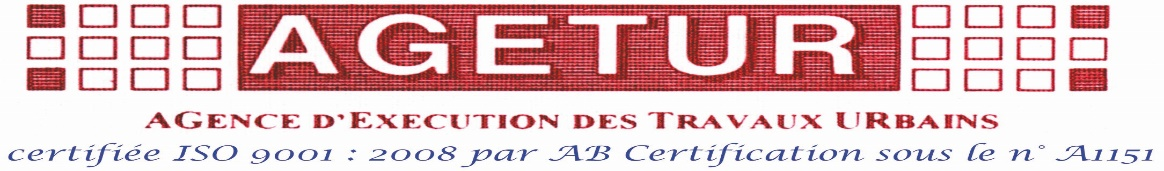 AGETUR
AGENCE D'EXECUTION DES TRAVAUX URBAINS
certifiée ISO 9001 : 2008 par AB Certification sous le n° A1151